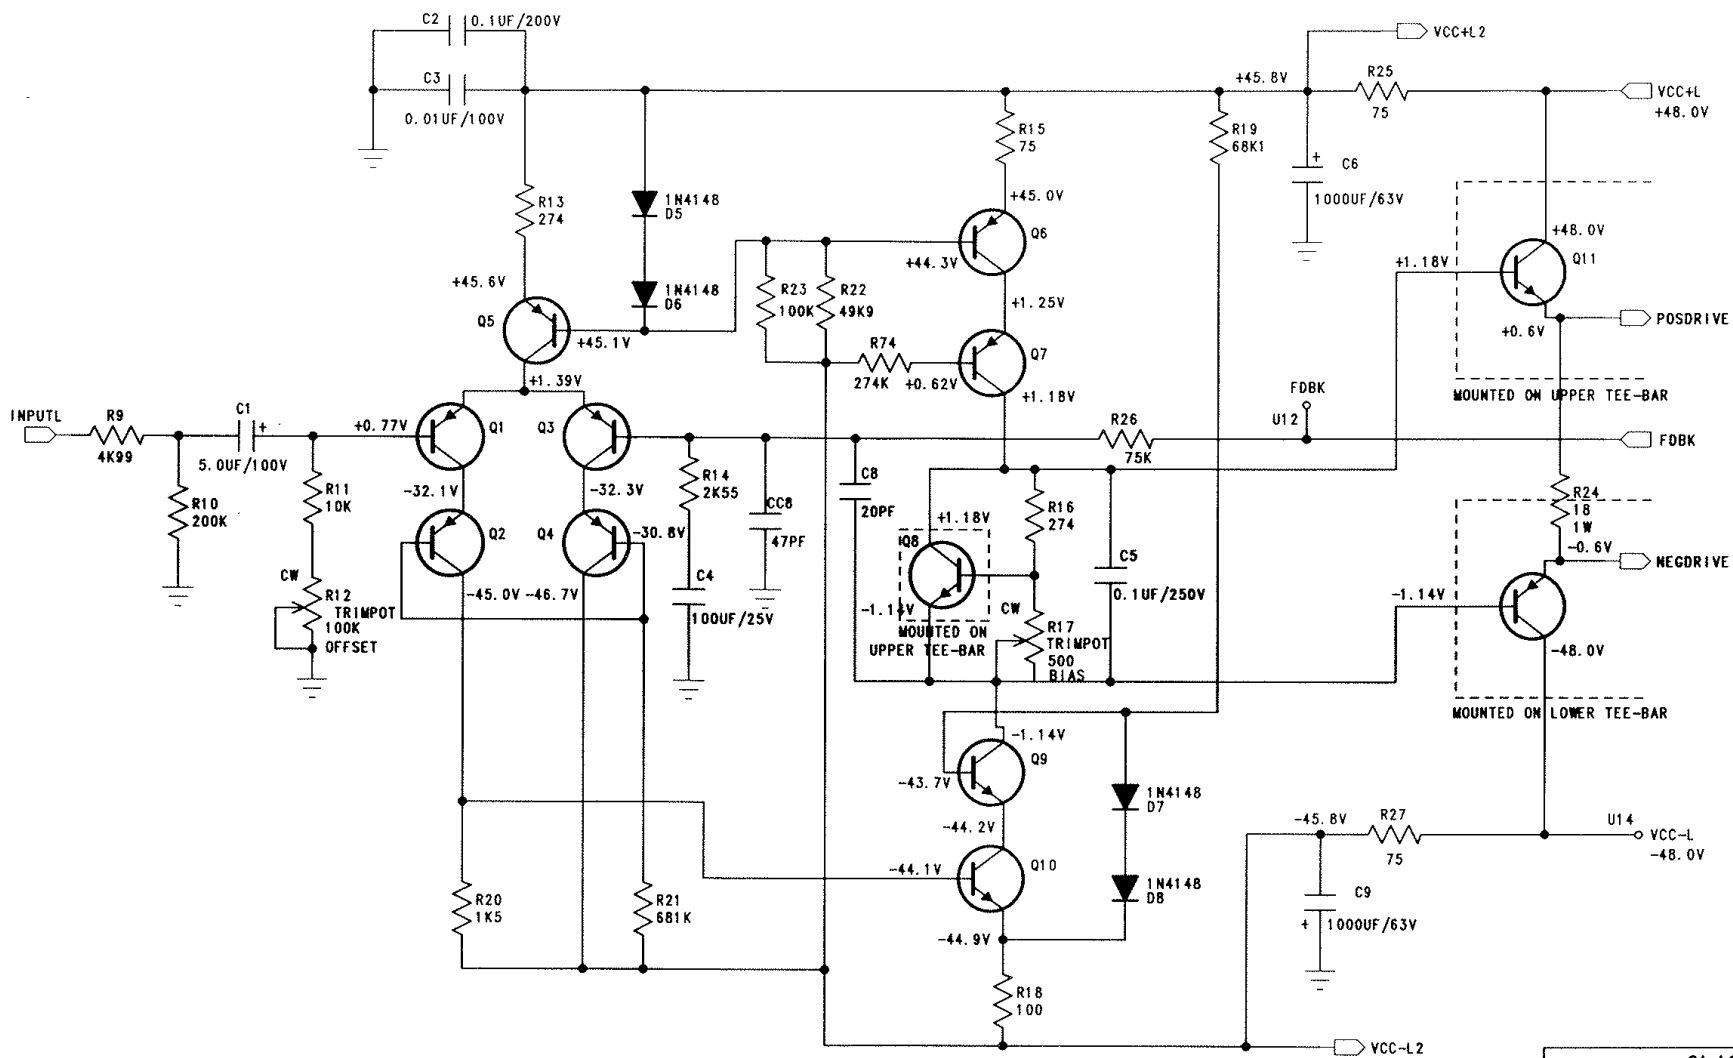 C2
0.1UF/200V
C3
0.01UF/100V
VCC+L2
+45.8V
R25
75
VCC+L
+48.0V
R15
75
R19
68K1
C6
+
1000UF/63V
R13
274
1N4148
D5
+45.0V
Q6
+44.3V
+48.0V
Q11
+1.18V
+45.6V
Q5
1N4148
D6
+45.1V
R23
100K
R22
49K9
+1.25V
Q7
R74
274K
+0.62V
+0.6V
POSDRIVE
+1.39V
+1.18V
FDBK
U12
MOUNTED ON UPPER TEE-BAR
INPUTL
R9
4K99
C1
+
5.0UF/100V
+0.77V
Q1
Q3
R26
75K
FDBK
R10
200K
R11
10K
-32.1V
-32.3V
R14
2K55
C8
20PF
CC8
47PF
R16
274
R24
18
1W
Q2
Q4
-30.8V
+1.18V
Q8
C5
0.1UF/250V
-0.6V
NEGDRIVE
CW
R12
TRIMPOT
100K
OFFSET
-45.0V
-46.7V
C4
100UF/25V
-1.14V
CW
R17
TRIMPOT
500
BIAS
MOUNTED ON
UPPER TEE-BAR
-1.14V
-48.0V
MOUNTED ON LOWER TEE-BAR
-1.14V
Q9
-43.7V
1N4148
D7
-44.2V
-45.8V
R27
75
U14
VCC-L
-48.0V
-44.1V
Q10
1N4148
D8
R20
1K5
R21
681K
C9
+
1000UF/63V
-44.9V
R18
100
VCC-L2